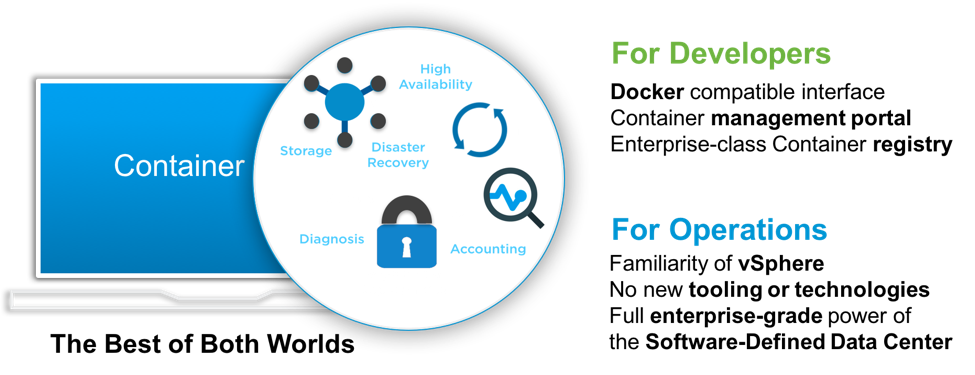 Container
High
Availability
Storage
Disaster
Recovery
Diagnosis
Accounting
The Best of Both Worlds
For Developers
Docker compatible interface
Container management portal
Enterprise-class Container registry
For Operations
Familiarity of vSphere
No new tooling or technologies
Full enterprise-grade power of
the Software-Defined Data Center